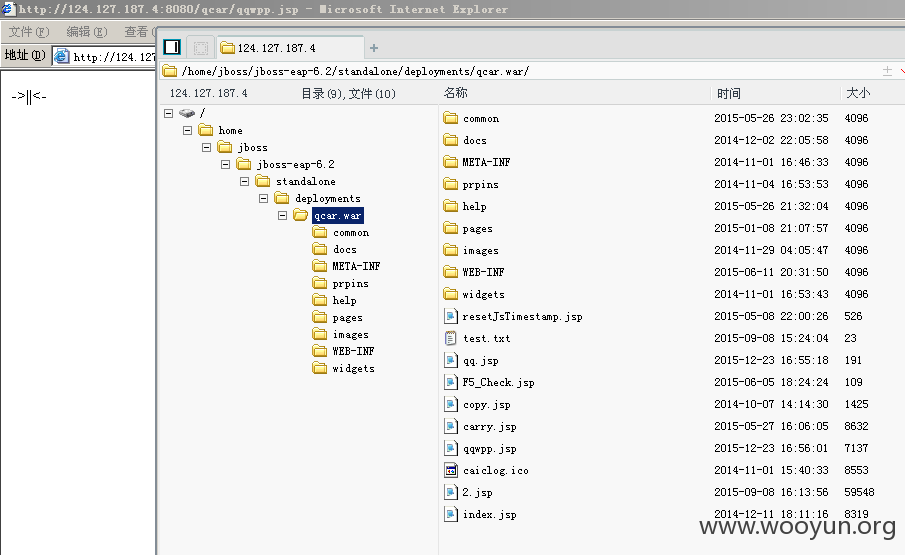 http://124.127.187.4:8080/qcar/qqwpp.jsp - Microsoft Internet Explorer
文件(F) 编辑(E) 查看
124.127.187.4
地址(D) http://124.12
/home/jboss/jboss-eap-6.2/standalone/deployments/qcar.war/
->||<-
124.127.187.4 目录(9),文件(10) 名称 时间 大小
/
home
jboss
jboss-eap-6.2
standalone
deployments
qcar.war
common
docs
META-INF
prpins
help
pages
images
WEB-INF
widgets
common 2015-05-26 23:02:35 4096
docs 2014-12-02 22:05:58 4096
META-INF 2014-11-01 16:46:33 4096
prpins 2014-11-04 16:53:53 4096
help 2015-05-26 21:32:04 4096
pages 2015-01-08 21:07:57 4096
images 2014-11-29 04:05:47 4096
WEB-INF 2015-06-11 20:31:50 4096
widgets 2014-11-01 16:53:43 4096
resetJsTimestamp.jsp 2015-05-08 22:00:26 526
test.txt 2015-09-08 15:24:04 23
qq.jsp 2015-12-23 16:55:18 191
F5_Check.jsp 2015-06-05 18:24:24 109
copy.jsp 2014-10-07 14:14:30 1425
carry.jsp 2015-05-27 16:06:05 8632
qqwpp.jsp 2015-12-23 16:56:01 7137
caiclog.ico 2014-11-01 15:40:33 8553
2.jsp 2015-09-08 16:13:56 59548
index.jsp 2014-12-11 18:11:16 8319
www.wooyun.org